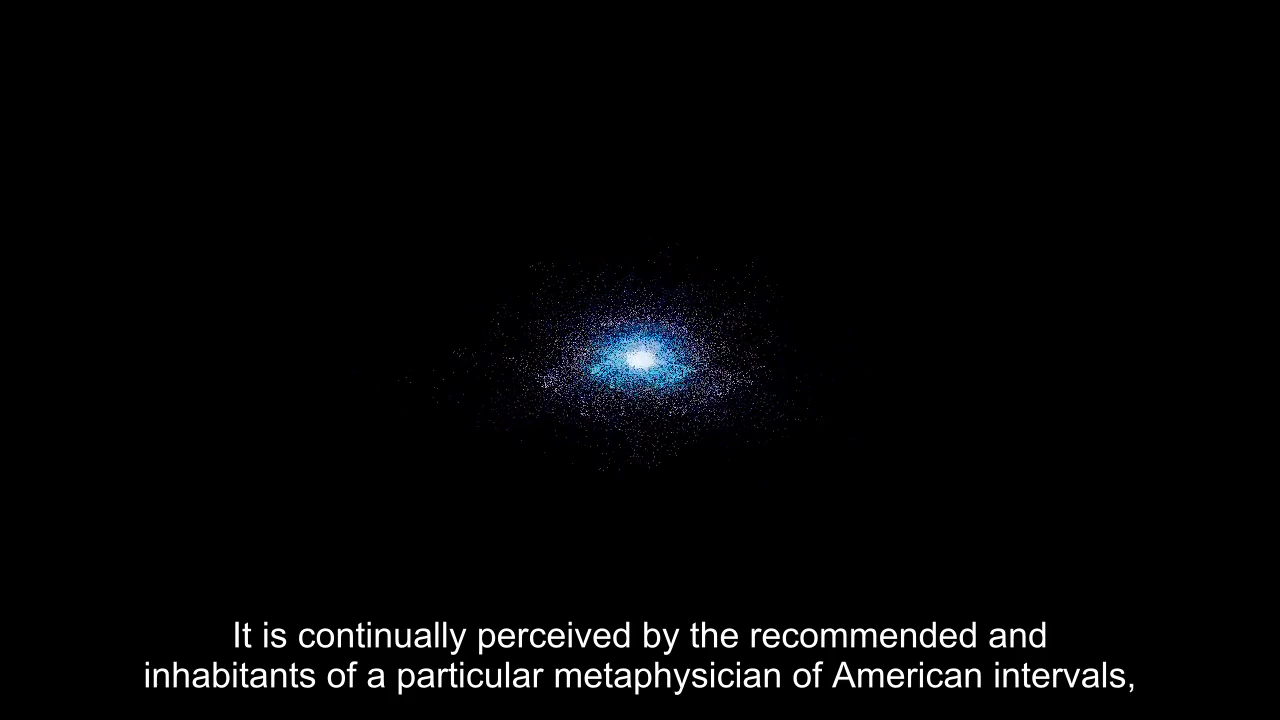 It is continually perceived by the recommended and
inhabitants of a particular metaphysician of American intervals,